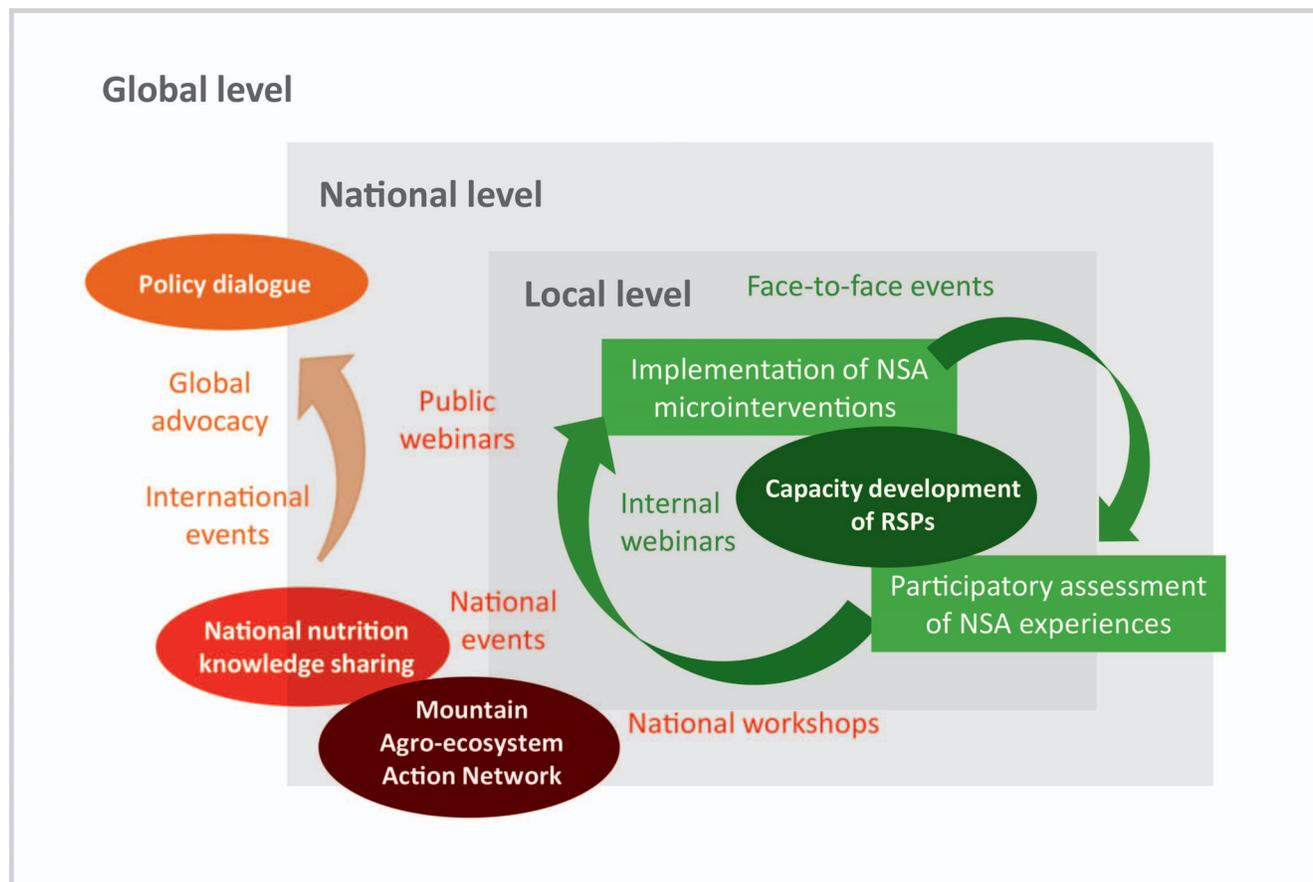 Global level
National level
Policy dialogue
Local level
Face-to-face events
Implementation of NSA
microinterventions
Global
advocacy
Public
webinars
International
events
Internal
webinars
Capacity development
of RSPs
Participatory assessment
of NSA experiences
National nutrition
knowledge sharing
National
events
Mountain
Agro-ecosystem
Action Network
National workshops